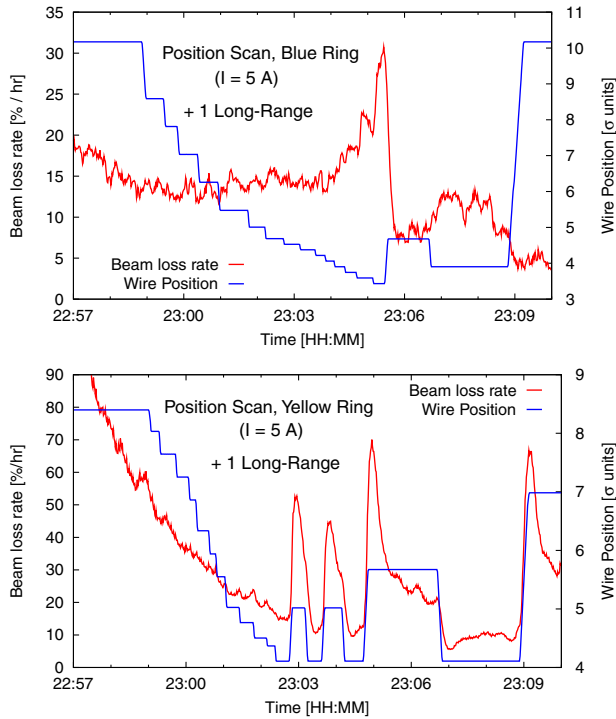 35
30
25
20
15
10
5
0
Beam loss rate [% / hr]
Position Scan, Blue Ring
(I = 5 A)
+ 1 Long-Range
Beam loss rate
Wire Position
11
10
9
8
7
6
5
4
3
Wire Position [σ units]
22:57 23:00 23:03 23:06 23:09
Time [HH:MM]
90
80
70
60
50
40
30
20
10
0
Beam loss rate [%/hr]
Position Scan, Yellow Ring
(I = 5 A)
+ 1 Long-Range
Beam loss rate
Wire Position
9
8
7
6
5
4
Wire Position [σ units]
22:57 23:00 23:03 23:06 23:09
Time [HH:MM]